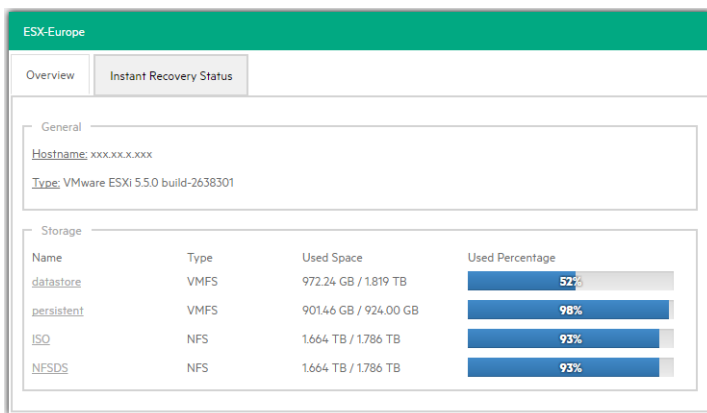 ESX-Europe
Overview Instant Recovery Status
General
Hostname: xxx.xx.x.xxx
Type: VMware ESXi 5.5.0 build-2638301
Storage
Name Type Used Space Used Percentage
datastore VMFS 972.24 GB / 1.819 TB 52%
persistent VMFS 901.46 GB / 924.00 GB 98%
ISO NFS 1.664 TB / 1.786 TB 93%
NFSDS NFS 1.664 TB / 1.786 TB 93%